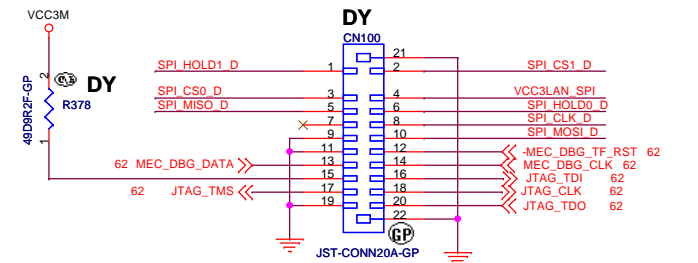 VCC3M
DY
CN100
21
SPI_HOLD1_D 1 2 SPI_CS1_D
2 DY
SPI_CS0_D 3 4 VCC3LAN_SPI
49D9R2F-GP R378 SPI_MISO_D 5 6 SPI_HOLD0_D
7 8 SPI_CLK_D
9 10 SPI_MOSI_D
1 11 12 -MEC_DBG_TF_RST 62
62 MEC_DBG_DATA 13 14 MEC_DBG_CLK 62
15 16 JTAG_TDI 62
62 JTAG_TMS 17 18 JTAG_CLK 62
19 20 JTAG_TDO 62
22
GP
JST-CONN20A-GP